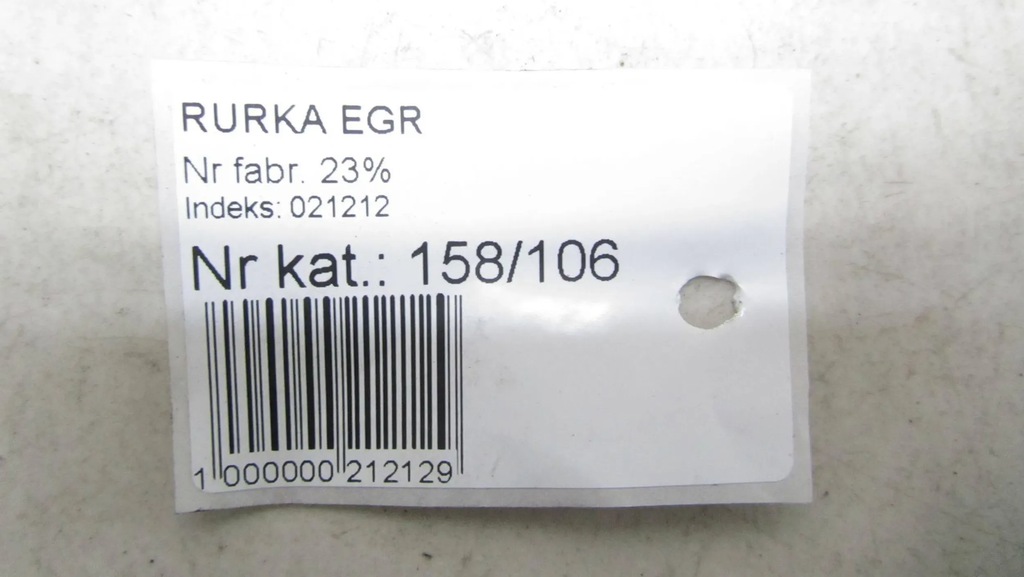 RURKA EGR
Nr fabr. 23%
Indeks: 021212
Nr kat.: 158/106
1 000000 212129